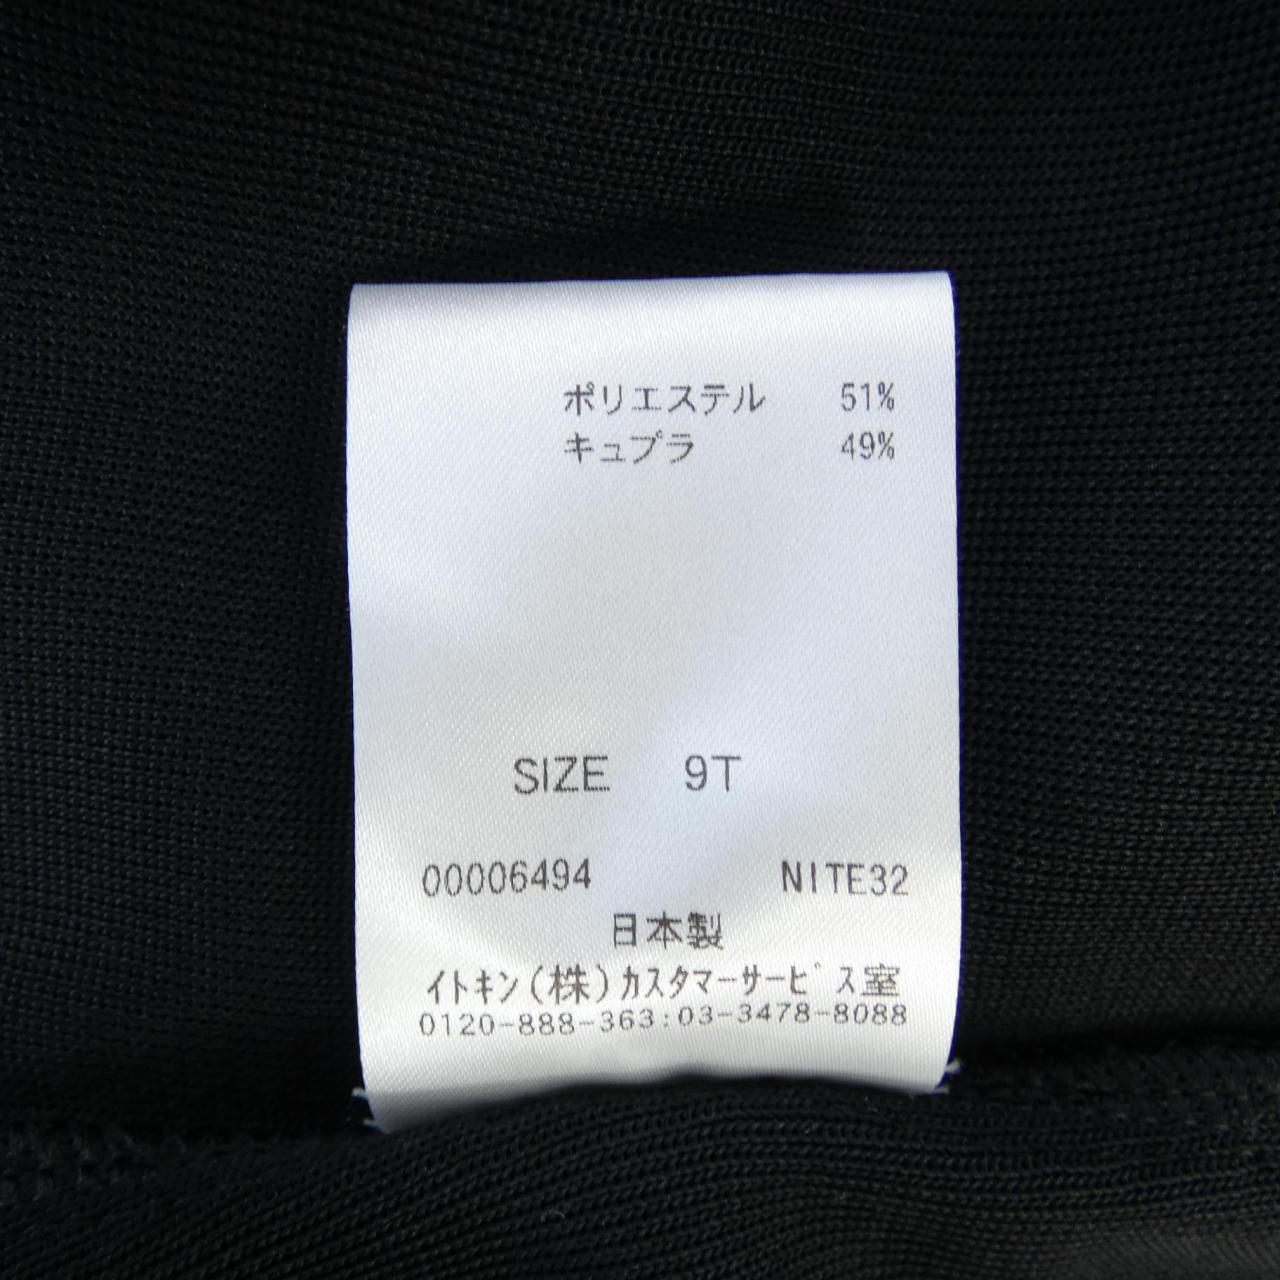 ポリエステル 51%
キュプラ 49%
SIZE 9T
00006494 NITE32
日本製
イトキン(株)カスタマーサービス室
0120-888-363:03-3478-8088